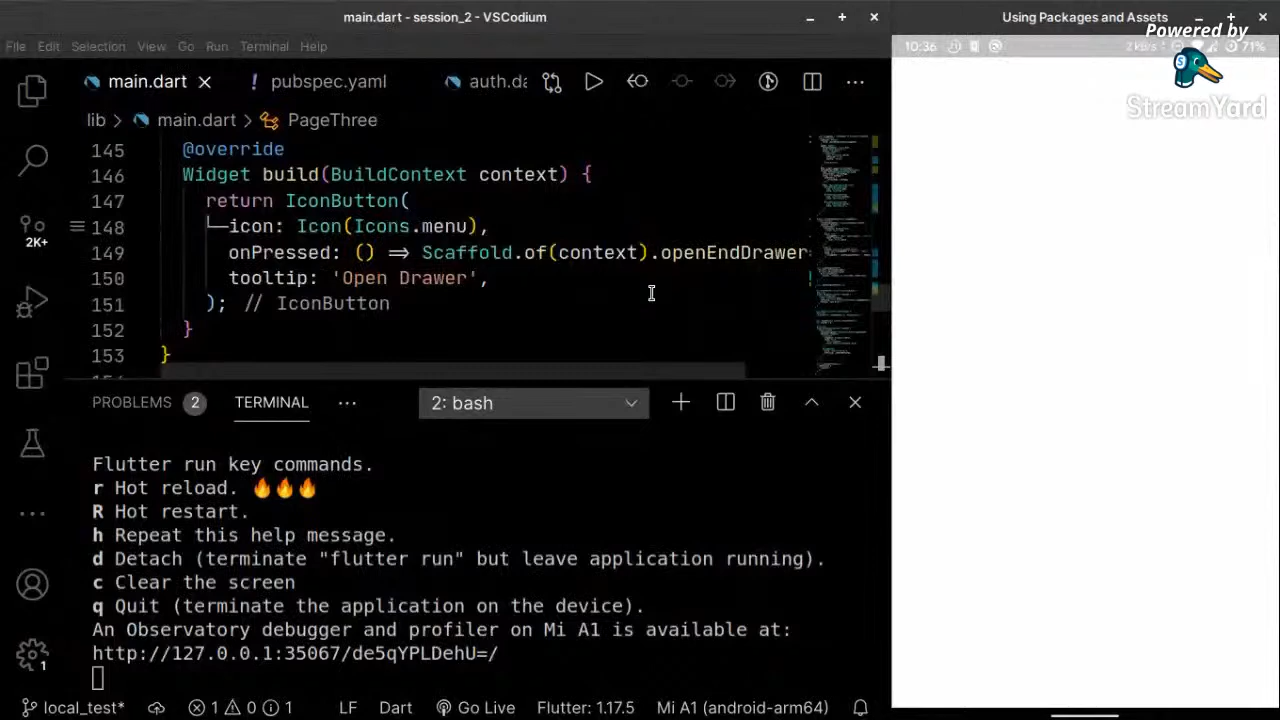 main.dart - session_2 - VSCodium
Using Packages and Assets
Powered by
StreamYard
File Edit Selection View Go Run Terminal Help
10:36 2 kB/s 71%
main.dart pubspec.yaml auth.da
lib > main.dart > PageThree
145 @override
146 Widget build(BuildContext context) {
147 return IconButton(
148 icon: Icon(Icons.menu),
149 onPressed: () => Scaffold.of(context).openEndDrawer
150 tooltip: 'Open Drawer',
151 ); // IconButton
152 }
153 }
2K+
PROBLEMS 2 TERMINAL ··· 2: bash
Flutter run key commands.
r Hot reload. 🔥🔥🔥
R Hot restart.
h Repeat this help message.
d Detach (terminate "flutter run" but leave application running).
c Clear the screen
q Quit (terminate the application on the device).
An Observatory debugger and profiler on Mi A1 is available at:
http://127.0.0.1:35067/de5qYPLDehU=/
1
local_test* 1 0 1 LF Dart Go Live Flutter: 1.17.5 Mi A1 (android-arm64)